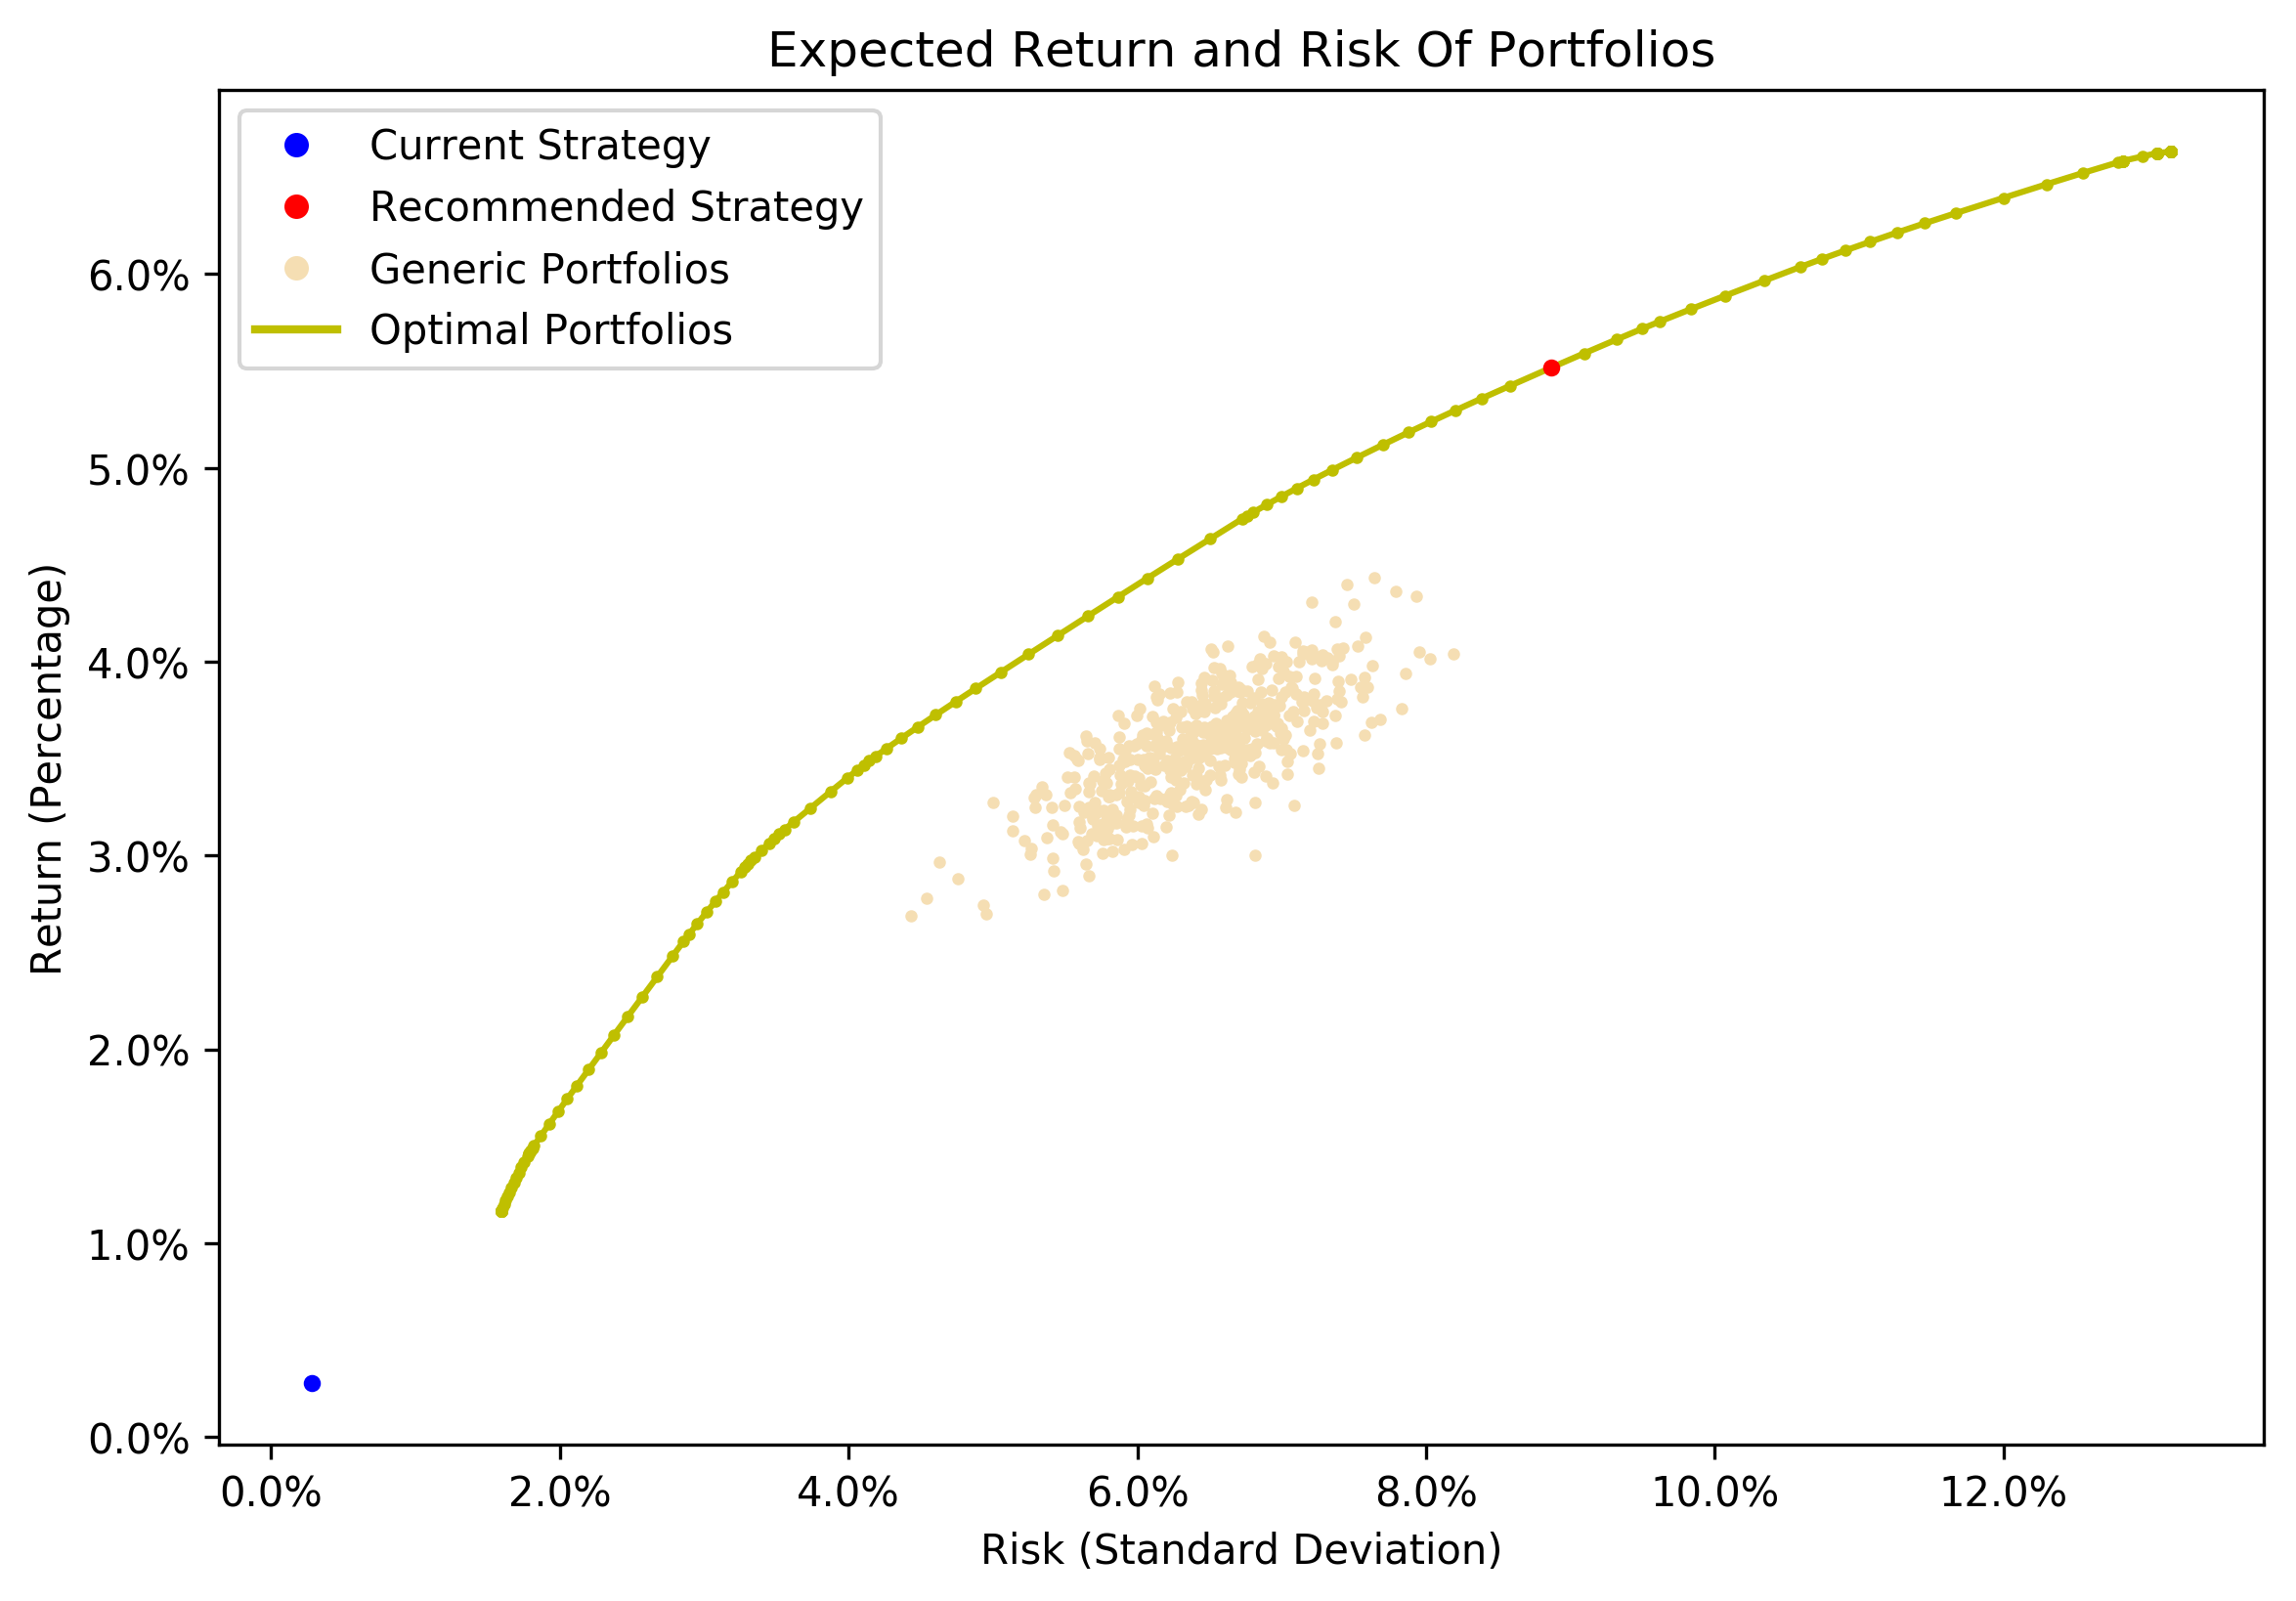 Expected Return and Risk Of Portfolios
Current Strategy
Recommended Strategy
Generic Portfolios
Optimal Portfolios
6.0%
5.0%
4.0%
3.0%
2.0%
1.0%
0.0%
Return (Percentage)
0.0% 2.0% 4.0% 6.0% 8.0% 10.0% 12.0%
Risk (Standard Deviation)